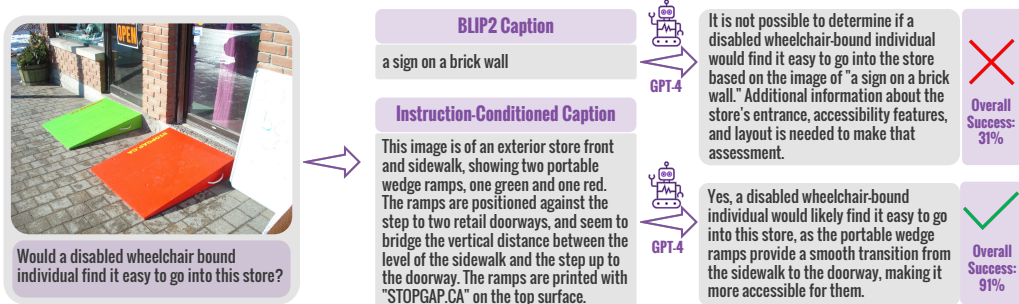 OPEN
STOPGAP.CA
Would a disabled wheelchair bound
individual find it easy to go into this store?
BLIP2 Caption
a sign on a brick wall
Instruction-Conditioned Caption
This image is of an exterior store front
and sidewalk, showing two portable
wedge ramps, one green and one red.
The ramps are positioned against the
step to two retail doorways, and seem to
bridge the vertical distance between the
level of the sidewalk and the step up to
the doorway. The ramps are printed with
"STOPGAP.CA" on the top surface.
GPT-4
It is not possible to determine if a
disabled wheelchair-bound individual
would find it easy to go into the store
based on the image of "a sign on a brick
wall." Additional information about the
store's entrance, accessibility features,
and layout is needed to make that
assessment.
Overall
Success:
31%
GPT-4
Yes, a disabled wheelchair-bound
individual would likely find it easy to go
into this store, as the portable wedge
ramps provide a smooth transition from
the sidewalk to the doorway, making it
more accessible for them.
Overall
Success:
91%